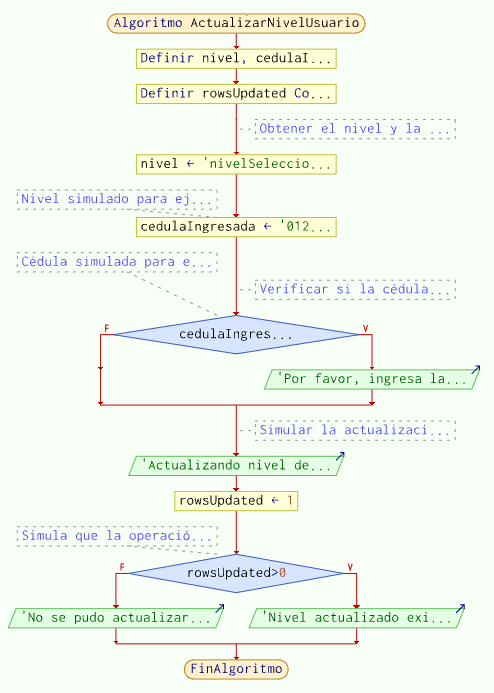 Algoritmo ActualizarNivelUsuario
Definir nivel, cedulaI...
Definir rowsUpdated Co...
Obtener el nivel y la ...
nivel ← 'nivelSeleccio...
Nivel simulado para ej...
cedulaIngresada ← '012...
Cédula simulada para e...
Verificar si la cédula...
cedulaIngres...
F
V
'Por favor, ingresa la...
Simular la actualizaci...
'Actualizando nivel de...
rowsUpdated ← 1
Simula que la operació...
rowsUpdated>0
F
V
'No se pudo actualizar...
'Nivel actualizado exi...
FinAlgoritmo